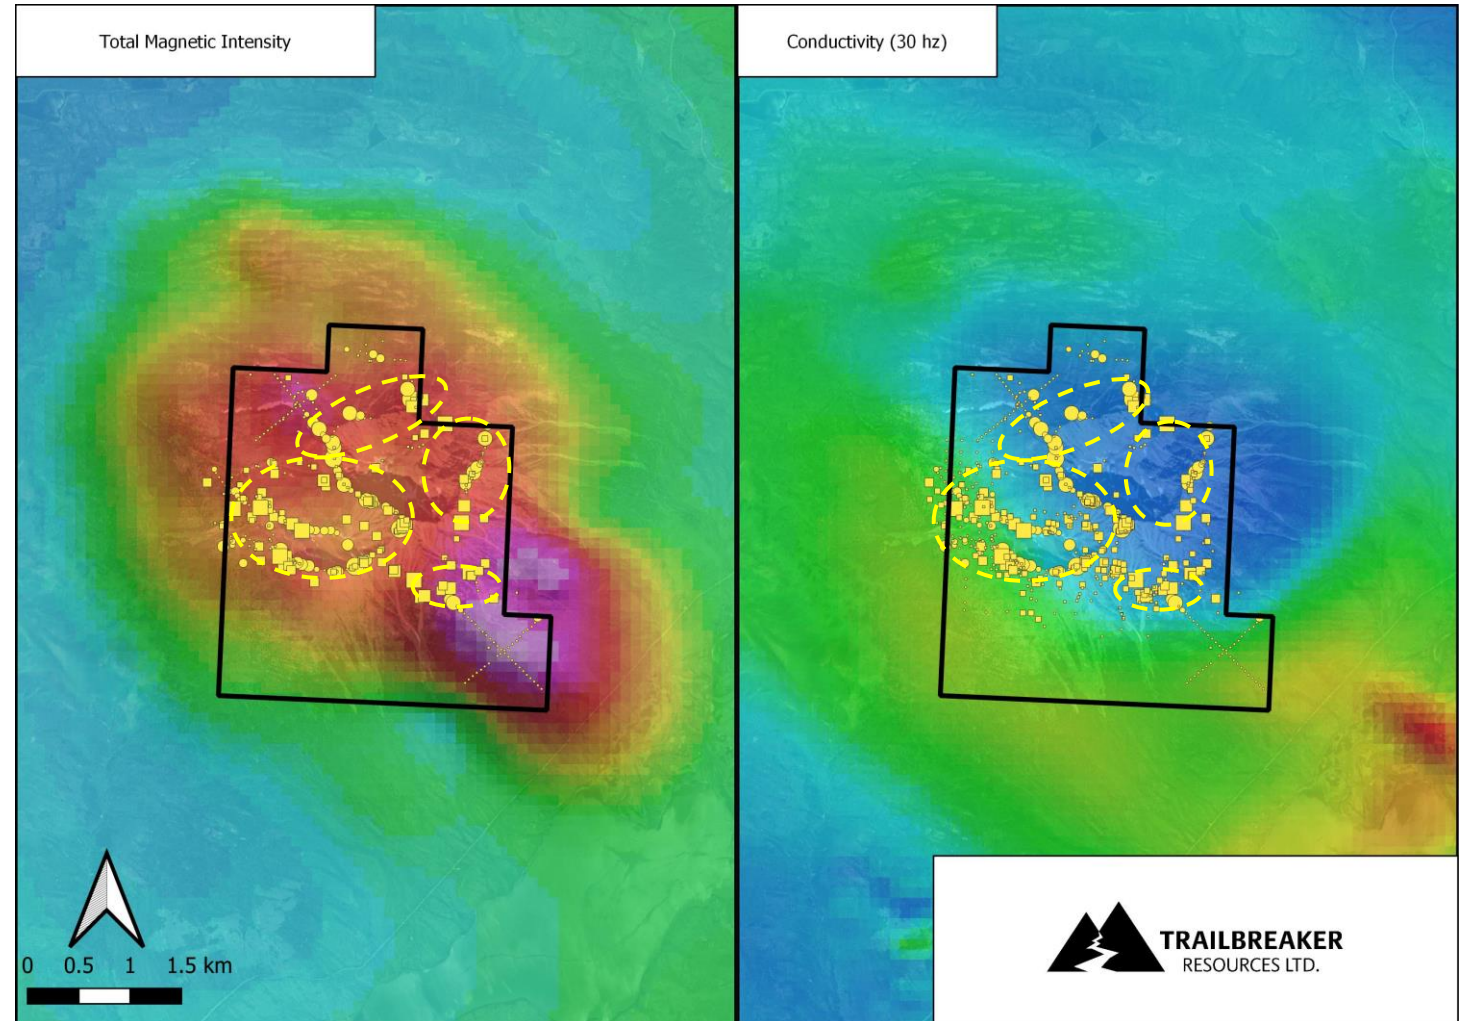 Total Magnetic Intensity
Conductivity (30 hz)
0 0.5 1 1.5 km
TRAILBREAKER
RESOURCES LTD.